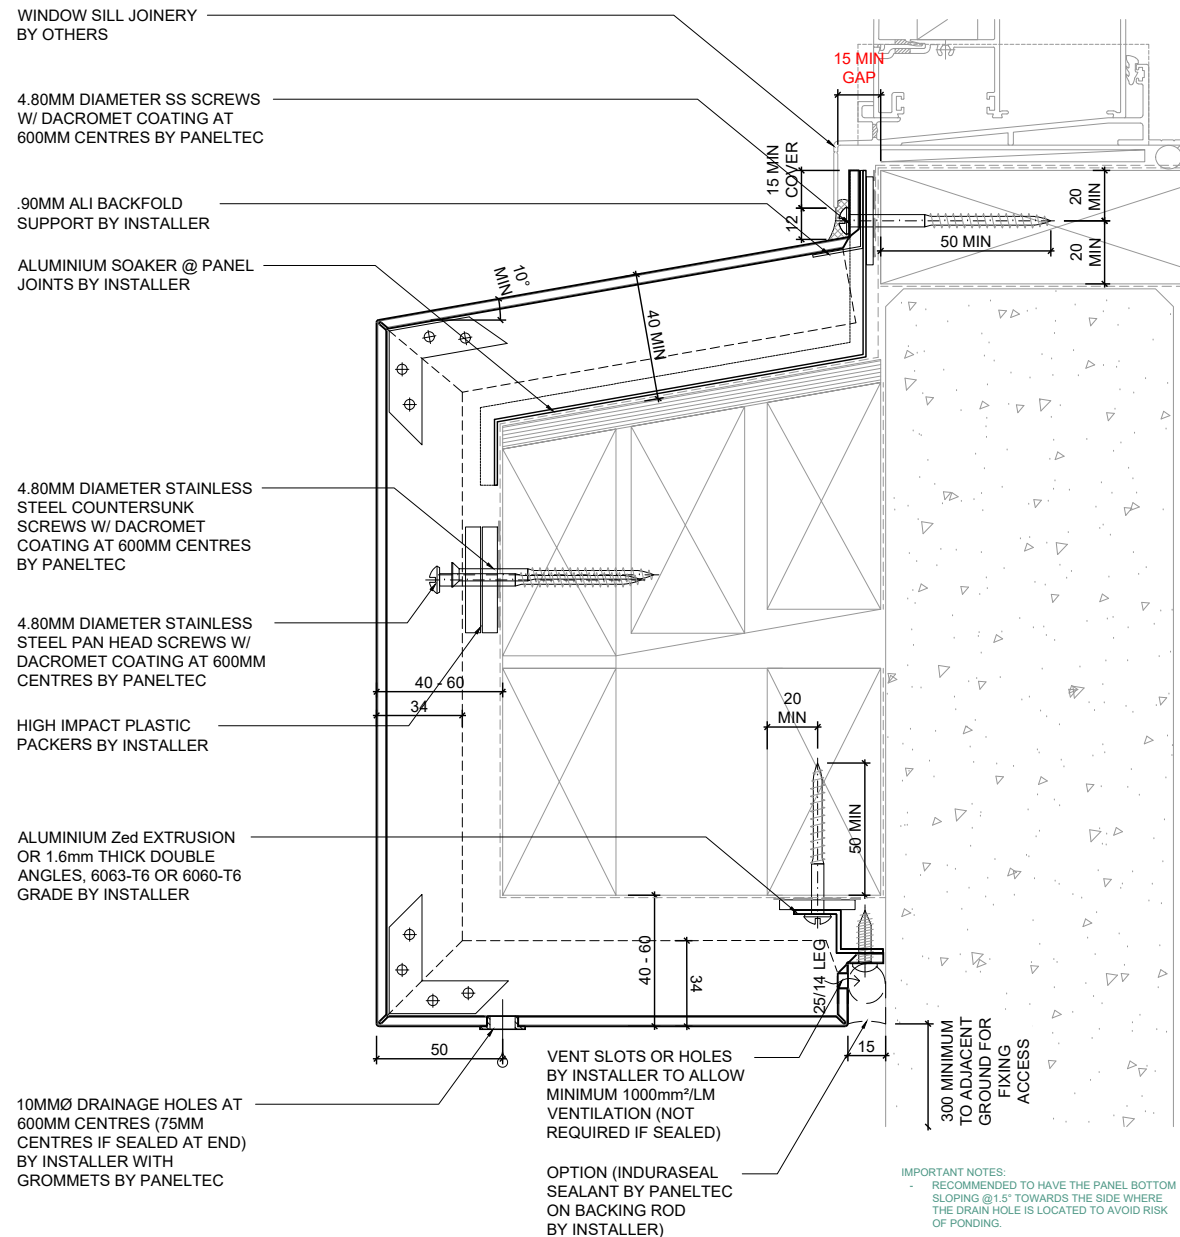 WINDOW SILL JOINERY
BY OTHERS
4.80MM DIAMETER SS SCREWS
W/ DACROMET COATING AT
600MM CENTRES BY PANELTEC
.90MM ALI BACKFOLD
SUPPORT BY INSTALLER
ALUMINIUM SOAKER @ PANEL
JOINTS BY INSTALLER
4.80MM DIAMETER STAINLESS
STEEL COUNTERSUNK
SCREWS W/ DACROMET
COATING AT 600MM CENTRES
BY PANELTEC
4.80MM DIAMETER STAINLESS
STEEL PAN HEAD SCREWS W/
DACROMET COATING AT 600MM
CENTRES BY PANELTEC
HIGH IMPACT PLASTIC
PACKERS BY INSTALLER
ALUMINIUM Zed EXTRUSION
OR 1.6mm THICK DOUBLE
ANGLES, 6063-T6 OR 6060-T6
GRADE BY INSTALLER
10MMØ DRAINAGE HOLES AT
600MM CENTRES (75MM
CENTRES IF SEALED AT END)
BY INSTALLER WITH
GROMMETS BY PANELTEC
15 MIN
GAP
15 MIN
COVER
12
20
MIN
20
MIN
50 MIN
10°
MIN
40 MIN
40 - 60
34
20
MIN
50 MIN
40 - 60
34
25/14 LEG
50
15
300 MINIMUM
TO ADJACENT
GROUND FOR
FIXING
ACCESS
VENT SLOTS OR HOLES
BY INSTALLER TO ALLOW
MINIMUM 1000mm²/LM
VENTILATION (NOT
REQUIRED IF SEALED)
OPTION (INDURASEAL
SEALANT BY PANELTEC
ON BACKING ROD
BY INSTALLER)
IMPORTANT NOTES:
- RECOMMENDED TO HAVE THE PANEL BOTTOM
SLOPING @1.5° TOWARDS THE SIDE WHERE
THE DRAIN HOLE IS LOCATED TO AVOID RISK
OF PONDING.